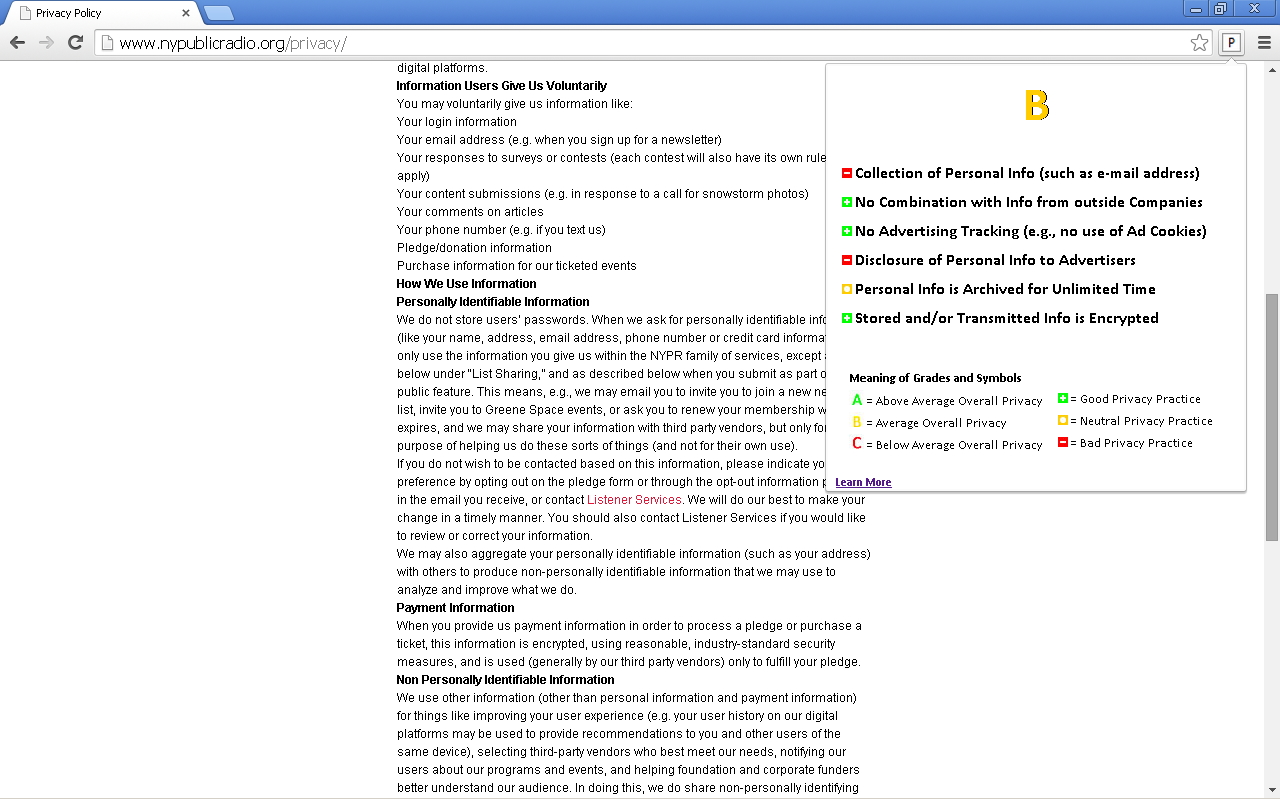 Privacy Policy
www.nypublicradio.org/privacy/
P
digital platforms.
Information Users Give Us Voluntarily
You may voluntarily give us information like:
Your login information
Your email address (e.g. when you sign up for a newsletter)
Your responses to surveys or contests (each contest will also have its own rule
apply)
Your content submissions (e.g. in response to a call for snowstorm photos)
Your comments on articles
Your phone number (e.g. if you text us)
Pledge/donation information
Purchase information for our ticketed events
How We Use Information
Personally Identifiable Information
We do not store users' passwords. When we ask for personally identifiable info
(like your name, address, email address, phone number or credit card informa
only use the information you give us within the NYPR family of services, except
below under "List Sharing," and as described below when you submit as part o
public feature. This means, e.g., we may email you to invite you to join a new ne
list, invite you to Greene Space events, or ask you to renew your membership w
expires, and we may share your information with third party vendors, but only for
purpose of helping us do these sorts of things (and not for their own use).
If you do not wish to be contacted based on this information, please indicate yo
preference by opting out on the pledge form or through the opt-out information p
in the email you receive, or contact Listener Services. We will do our best to make your
change in a timely manner. You should also contact Listener Services if you would like
to review or correct your information.
We may also aggregate your personally identifiable information (such as your address)
with others to produce non-personally identifiable information that we may use to
analyze and improve what we do.
Payment Information
When you provide us payment information in order to process a pledge or purchase a
ticket, this information is encrypted, using reasonable, industry-standard security
measures, and is used (generally by our third party vendors) only to fulfill your pledge.
Non Personally Identifiable Information
We use other information (other than personal information and payment information)
for things like improving your user experience (e.g. your user history on our digital
platforms may be used to provide recommendations to you and other users of the
same device), selecting third-party vendors who best meet our needs, notifying our
users about our programs and events, and helping foundation and corporate funders
better understand our audience. In doing this, we do share non-personally identifying
B
Collection of Personal Info (such as e-mail address)
No Combination with Info from outside Companies
No Advertising Tracking (e.g., no use of Ad Cookies)
Disclosure of Personal Info to Advertisers
Personal Info is Archived for Unlimited Time
Stored and/or Transmitted Info is Encrypted
Meaning of Grades and Symbols
A = Above Average Overall Privacy
B = Average Overall Privacy
C = Below Average Overall Privacy
= Good Privacy Practice
= Neutral Privacy Practice
= Bad Privacy Practice
Learn More